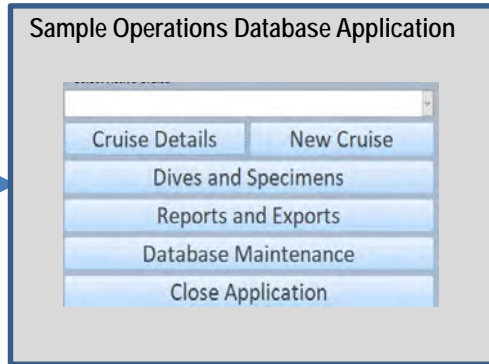 Sample Operations Database Application
Cruise Details New Cruise
Dives and Specimens
Reports and Exports
Database Maintenance
Close Application